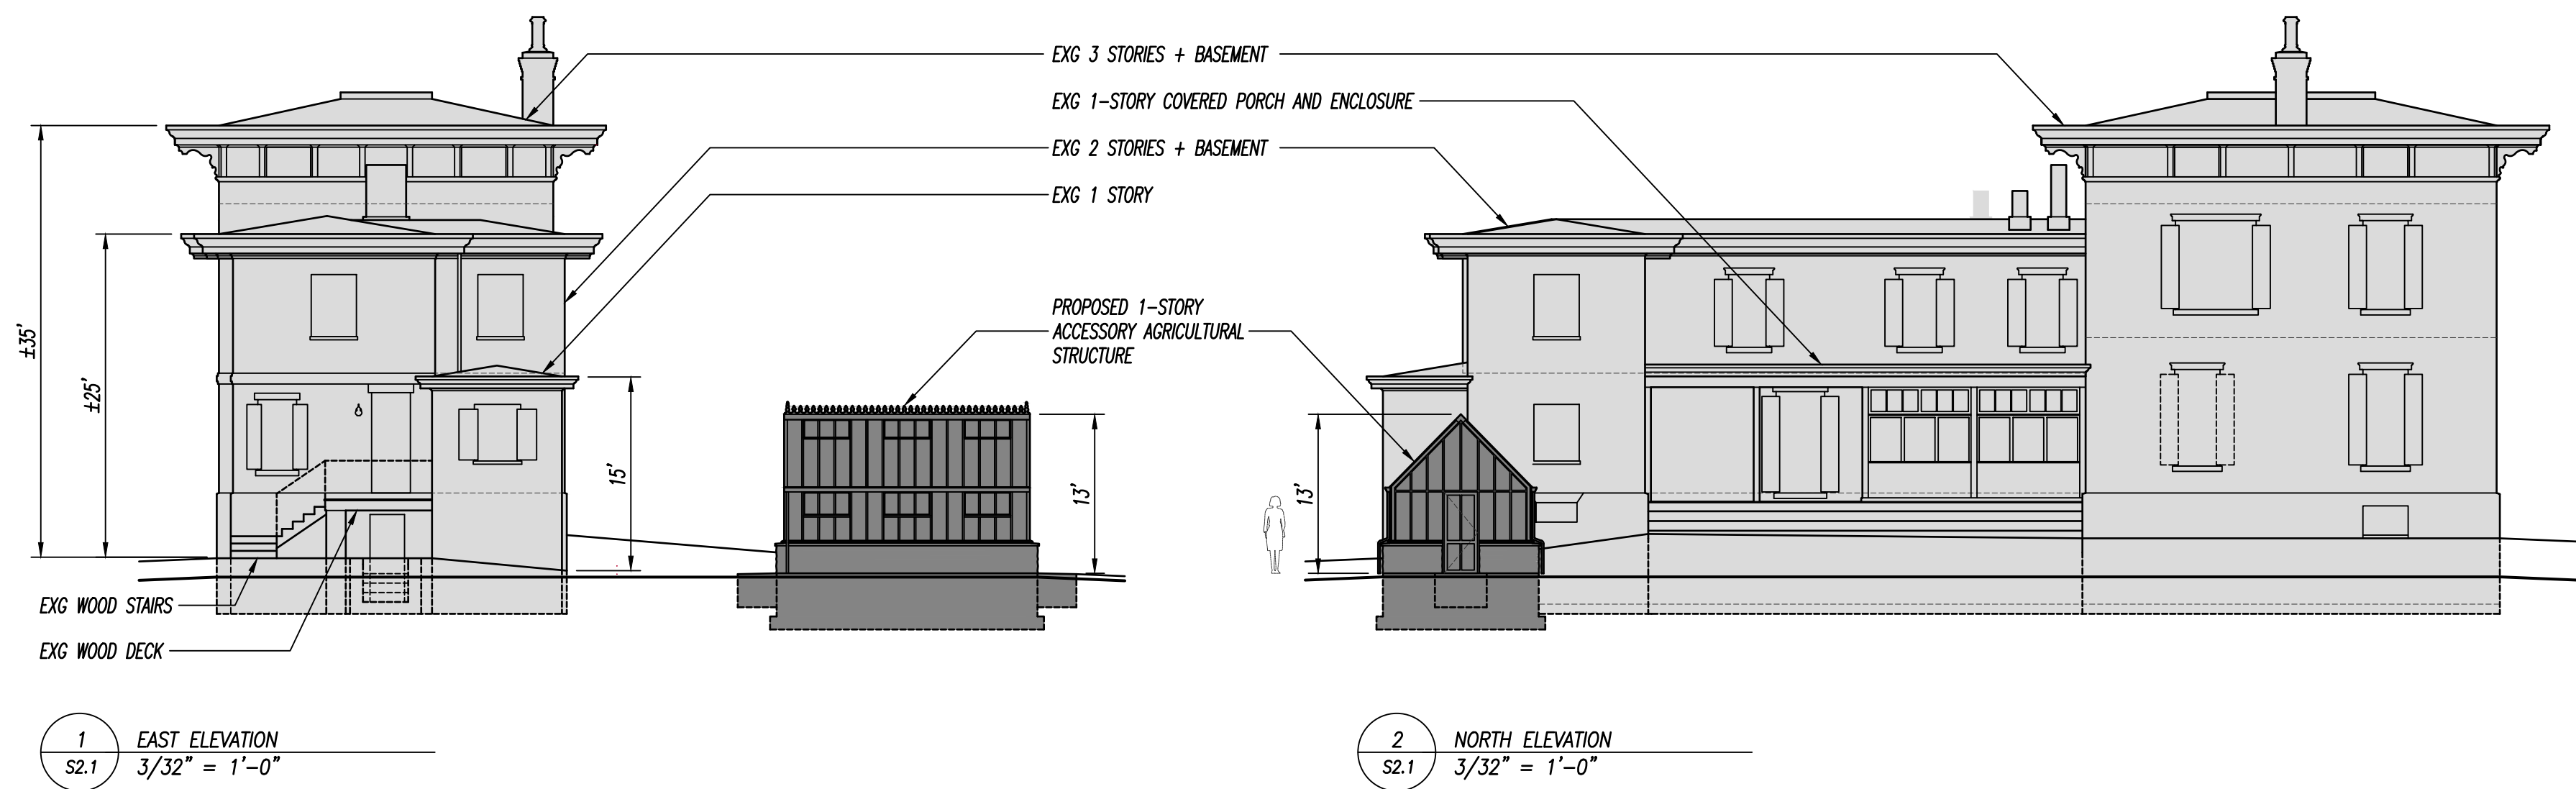 EXG 3 STORIES + BASEMENT
EXG 1-STORY COVERED PORCH AND ENCLOSURE
EXG 2 STORIES + BASEMENT
EXG 1 STORY
PROPOSED 1-STORY
ACCESSORY AGRICULTURAL
STRUCTURE
±35'
±25'
15'
13'
13'
EXG WOOD STAIRS
EXG WOOD DECK
1
S2.1
EAST ELEVATION
3/32" = 1'-0"
2
S2.1
NORTH ELEVATION
3/32" = 1'-0"